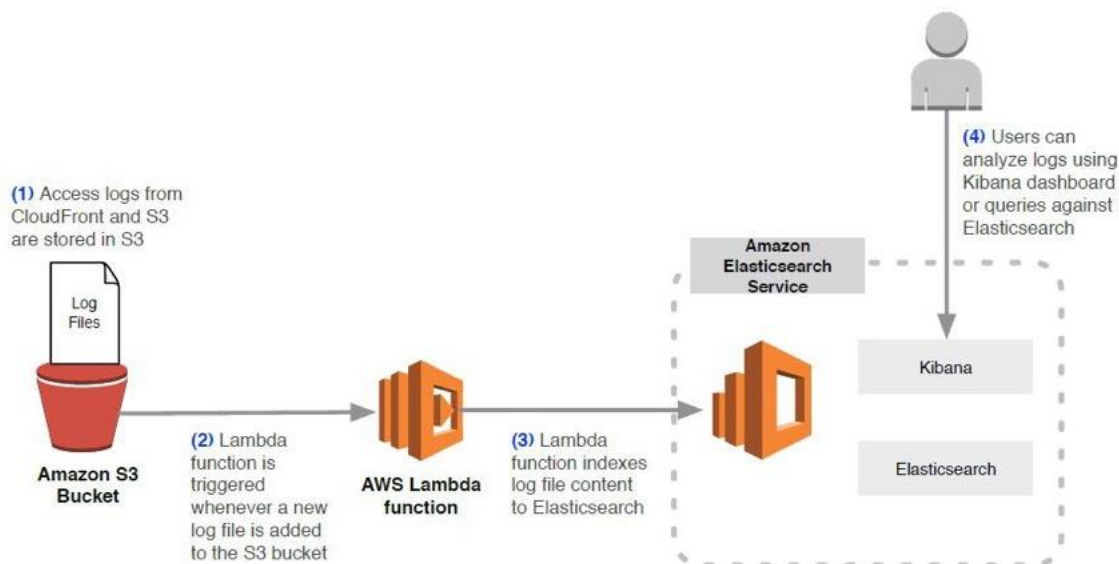 (1) Access logs from
CloudFront and S3
are stored in S3
Log
Files
Amazon S3
Bucket
(2) Lambda
function is
triggered
whenever a new
log file is added
to the S3 bucket
AWS Lambda
function
(3) Lambda
function indexes
log file content
to Elasticsearch
Amazon
Elasticsearch
Service
(4) Users can
analyze logs using
Kibana dashboard
or queries against
Elasticsearch
Kibana
Elasticsearch